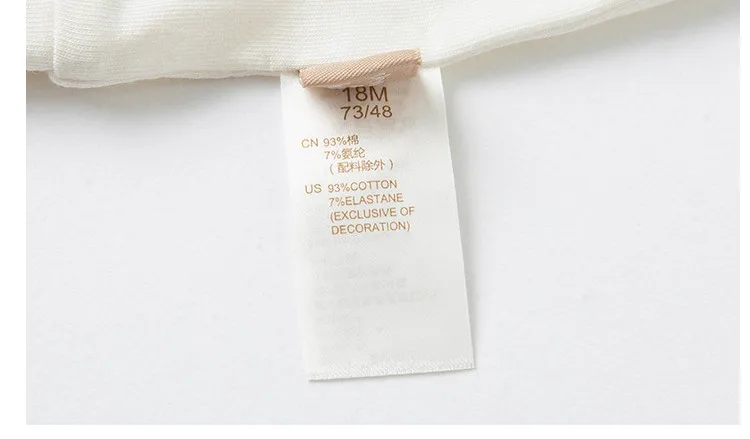 18M
73/48
CN 93%棉
7%氨纶
(配料除外)
US 93%COTTON
7%ELASTANE
(EXCLUSIVE OF
DECORATION)